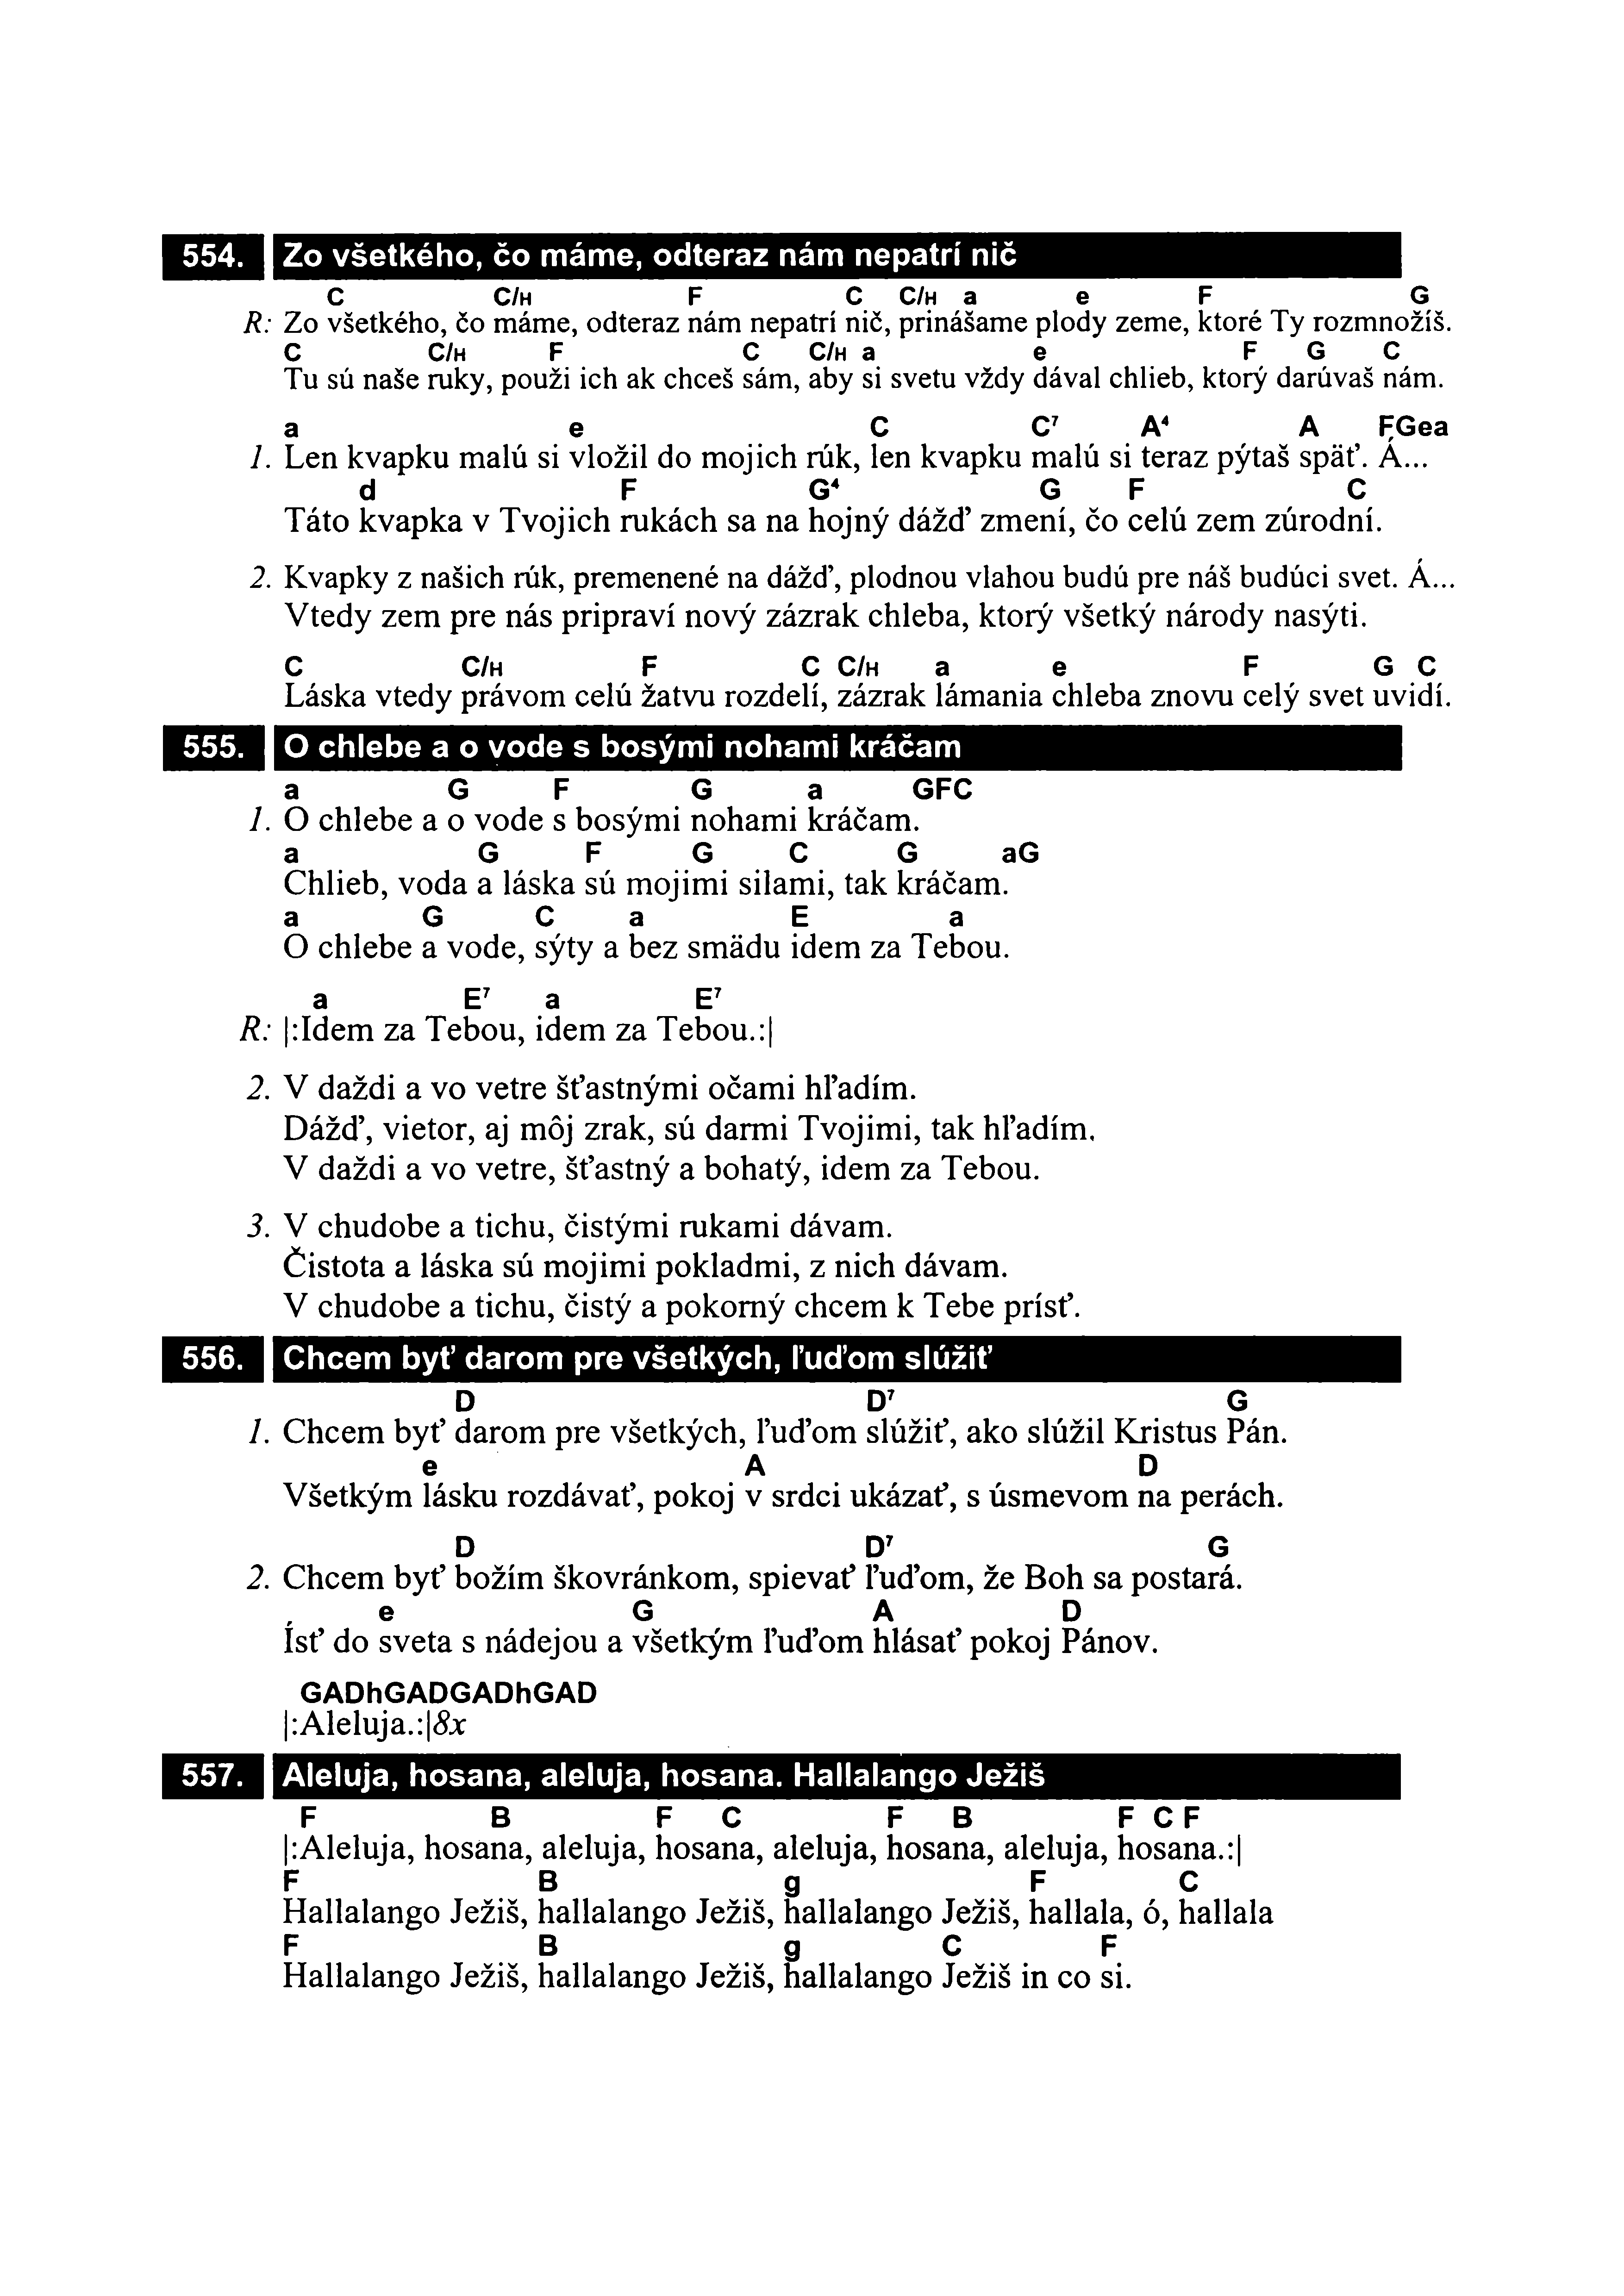 554. Zo všetkého, čo máme, odteraz nám nepatrí nič
C C/H F C C/H a e F G
R: Zo všetkého, čo máme, odteraz nám nepatrí nič, prinášame plody zeme, ktoré Ty rozmnožíš.
C C/H F C C/H a e F G C
Tu sú naše ruky, použi ich ak chceš sám, aby si svetu vždy dával chlieb, ktorý darúvaš nám.
a e C C⁷ A⁴ A FGea
1. Len kvapku malú si vložil do mojich rúk, len kvapku malú si teraz pýtaš späť. Á...
d F G⁴ G F C
Táto kvapka v Tvojich rukách sa na hojný dážď zmení, čo celú zem zúrodní.
2. Kvapky z našich rúk, premenené na dážď, plodnou vlahou budú pre náš budúci svet. Á...
Vtedy zem pre nás pripraví nový zázrak chleba, ktorý všetký národy nasýti.
C C/H F C C/H a e F G C
Láska vtedy právom celú žatvu rozdelí, zázrak lámania chleba znovu celý svet uvidí.
555. O chlebe a o vode s bosými nohami kráčam
a G F G a GFC
1. O chlebe a o vode s bosými nohami kráčam.
a G F G C G aG
Chlieb, voda a láska sú mojimi silami, tak kráčam.
a G C a E a
O chlebe a vode, sýty a bez smädu idem za Tebou.
a E⁷ a E⁷
R: |:Idem za Tebou, idem za Tebou.:|
2. V daždi a vo vetre šťastnými očami hľadím.
Dážď, vietor, aj môj zrak, sú darmi Tvojimi, tak hľadím.
V daždi a vo vetre, šťastný a bohatý, idem za Tebou.
3. V chudobe a tichu, čistými rukami dávam.
Čistota a láska sú mojimi pokladmi, z nich dávam.
V chudobe a tichu, čistý a pokorný chcem k Tebe prísť.
556. Chcem byť darom pre všetkých, ľuďom slúžiť
D D⁷ G
1. Chcem byť darom pre všetkých, ľuďom slúžiť, ako slúžil Kristus Pán.
e A D
Všetkým lásku rozdávať, pokoj v srdci ukázať, s úsmevom na perách.
D D⁷ G
2. Chcem byť božím škovránkom, spievať ľuďom, že Boh sa postará.
e G A D
Ísť do sveta s nádejou a všetkým ľuďom hlásať pokoj Pánov.
GADhGADGADhGAD
|:Aleluja.:|8x
557. Aleluja, hosana, aleluja, hosana. Hallalango Ježiš
F B F C F B F C F
|:Aleluja, hosana, aleluja, hosana, aleluja, hosana, aleluja, hosana.:|
F B g F C
Hallalango Ježiš, hallalango Ježiš, hallalango Ježiš, hallala, ó, hallala
F B g C F
Hallalango Ježiš, hallalango Ježiš, hallalango Ježiš in co si.